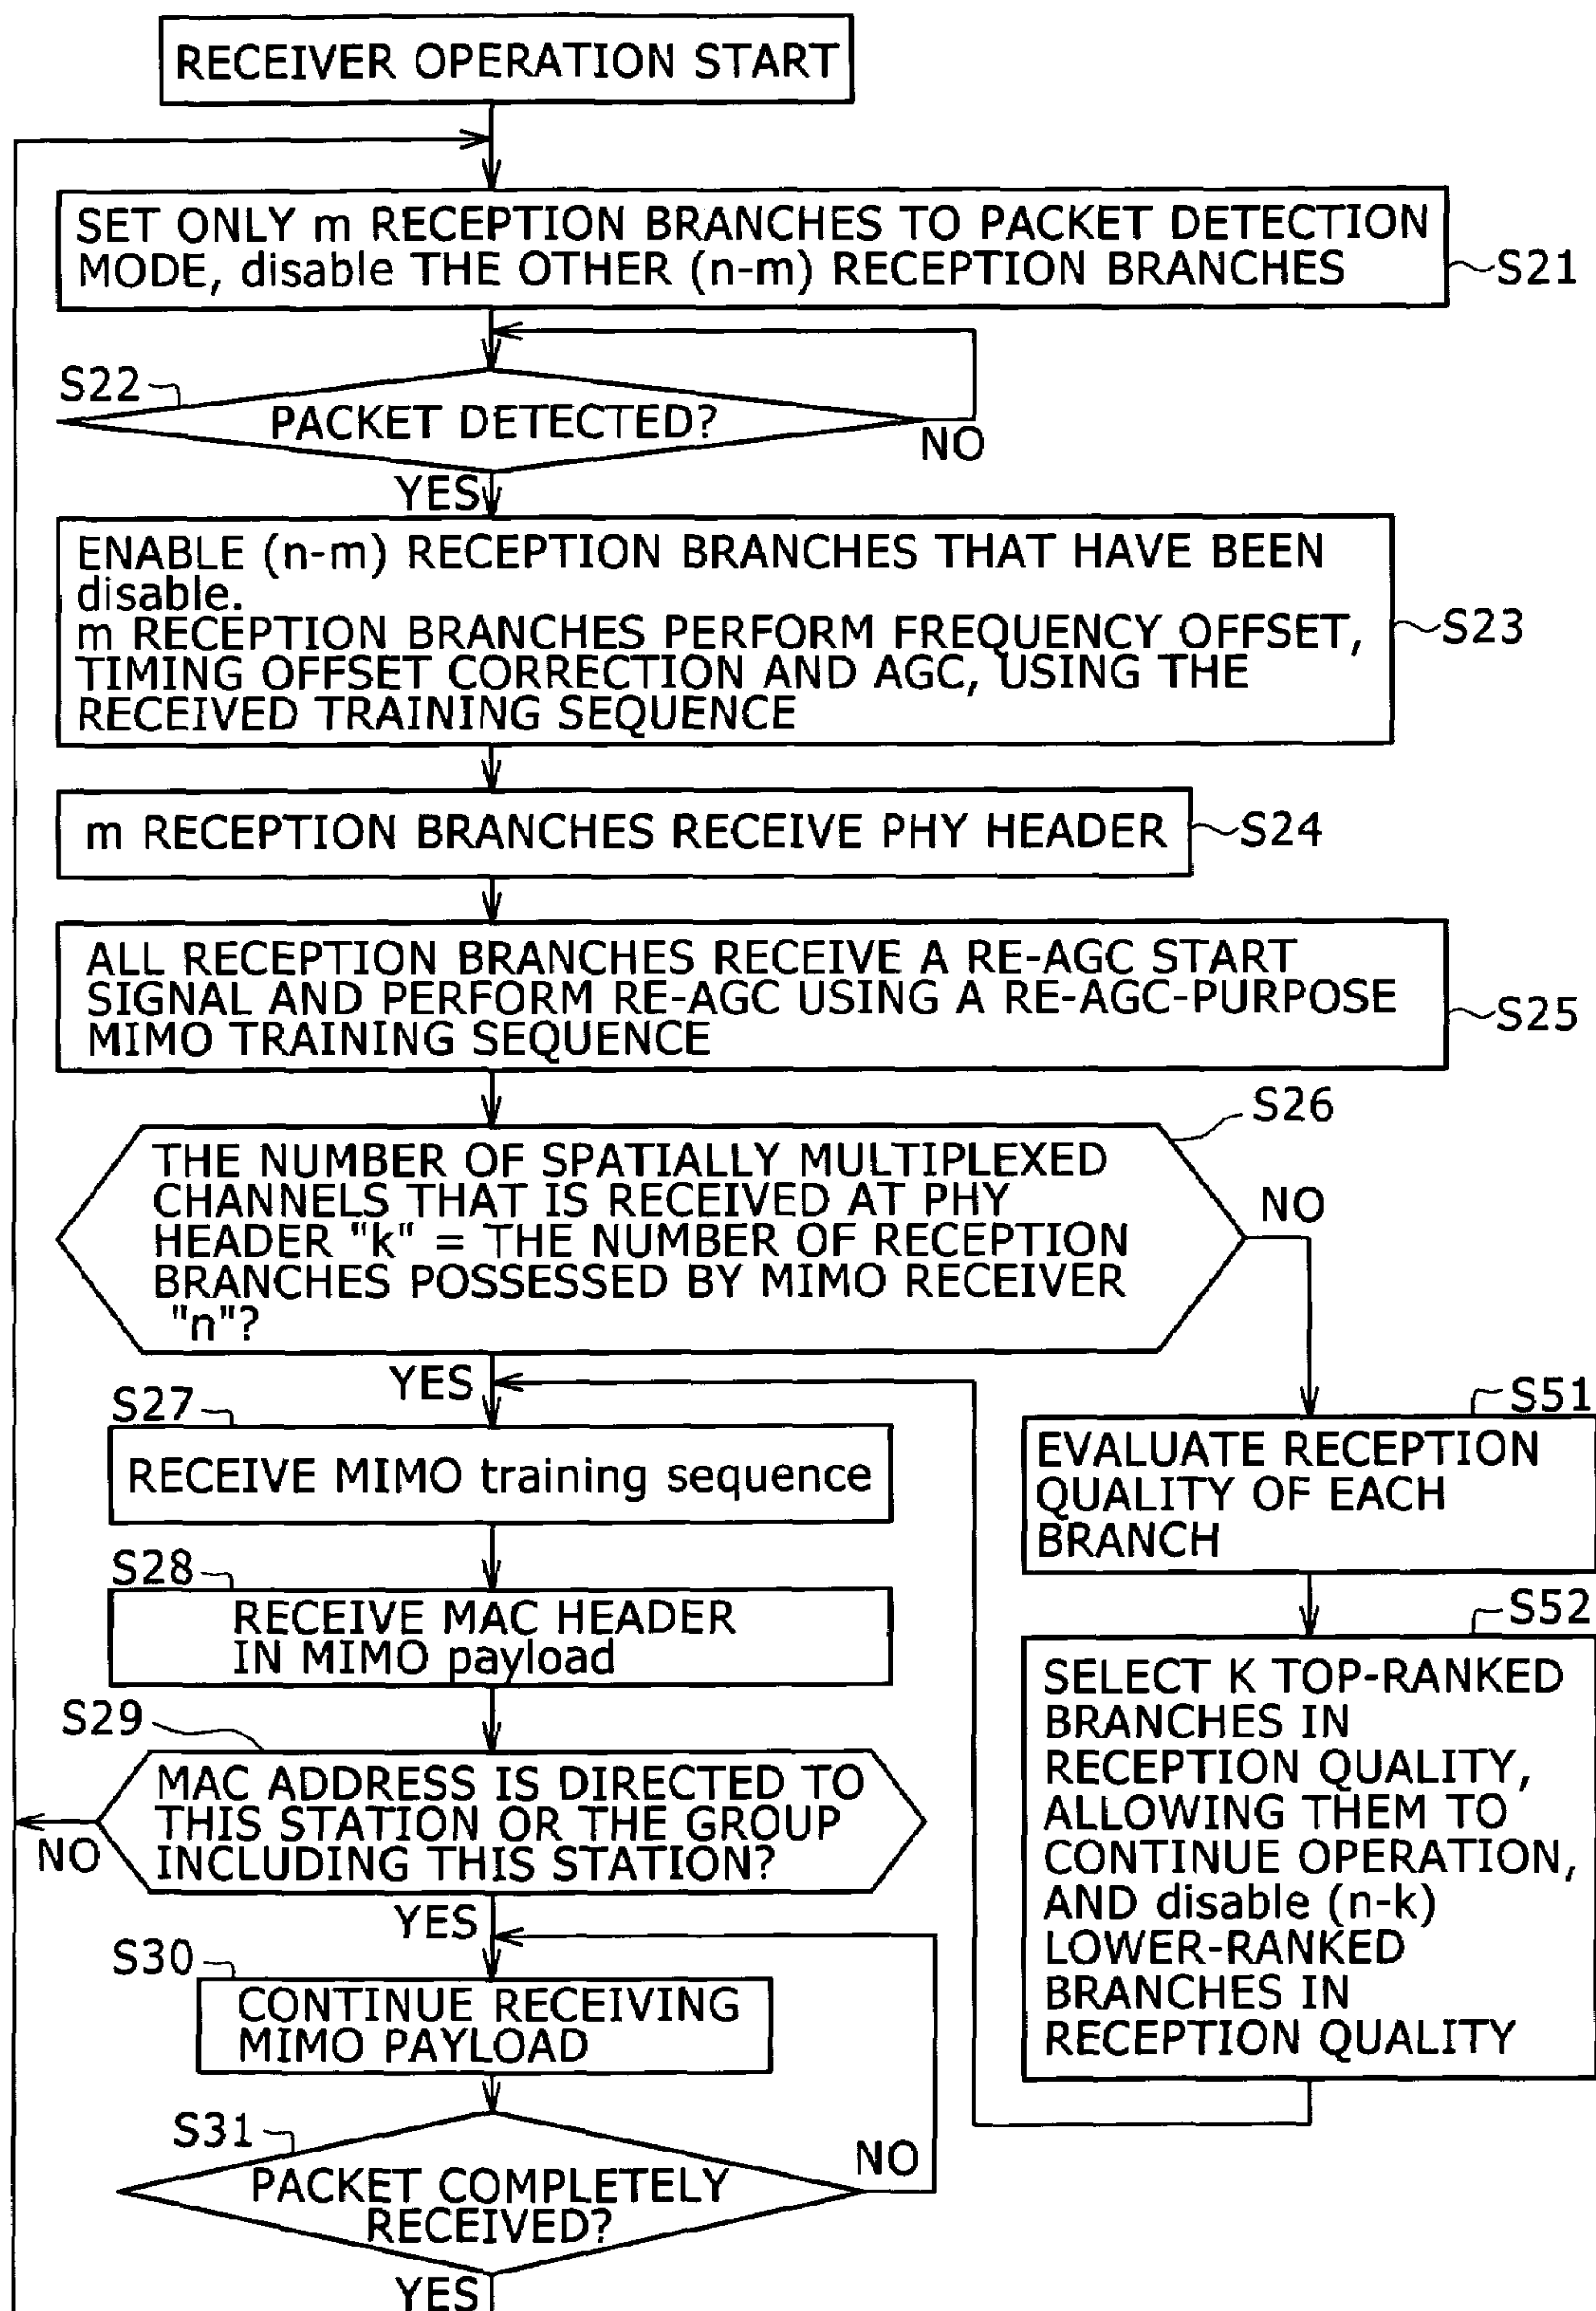 RECEIVER OPERATION START
SET ONLY m RECEPTION BRANCHES TO PACKET DETECTION
MODE, disable THE OTHER (n-m) RECEPTION BRANCHES
S21
S22
PACKET DETECTED?
NO
YES
ENABLE (n-m) RECEPTION BRANCHES THAT HAVE BEEN
disable.
m RECEPTION BRANCHES PERFORM FREQUENCY OFFSET,
TIMING OFFSET CORRECTION AND AGC, USING THE
RECEIVED TRAINING SEQUENCE
S23
m RECEPTION BRANCHES RECEIVE PHY HEADER
S24
ALL RECEPTION BRANCHES RECEIVE A RE-AGC START
SIGNAL AND PERFORM RE-AGC USING A RE-AGC-PURPOSE
MIMO TRAINING SEQUENCE
S25
S26
THE NUMBER OF SPATIALLY MULTIPLEXED
CHANNELS THAT IS RECEIVED AT PHY
HEADER "k" = THE NUMBER OF RECEPTION
BRANCHES POSSESSED BY MIMO RECEIVER
"n"?
NO
YES
S27
RECEIVE MIMO training sequence
S28
RECEIVE MAC HEADER
IN MIMO payload
S29
MAC ADDRESS IS DIRECTED TO
THIS STATION OR THE GROUP
INCLUDING THIS STATION?
NO
YES
S30
CONTINUE RECEIVING
MIMO PAYLOAD
S31
PACKET COMPLETELY
RECEIVED?
NO
YES
S51
EVALUATE RECEPTION
QUALITY OF EACH
BRANCH
S52
SELECT K TOP-RANKED
BRANCHES IN
RECEPTION QUALITY,
ALLOWING THEM TO
CONTINUE OPERATION,
AND disable (n-k)
LOWER-RANKED
BRANCHES IN
RECEPTION QUALITY